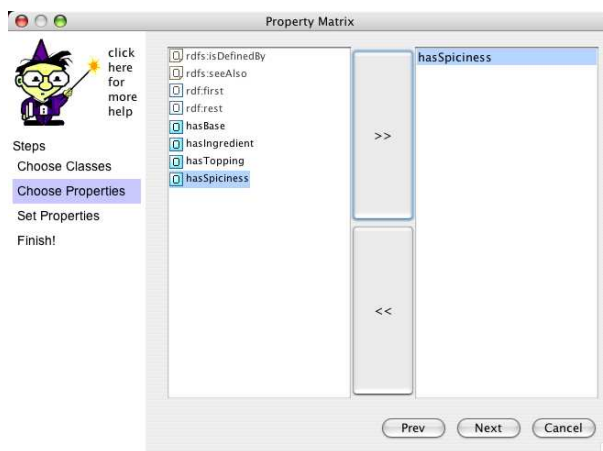 Property Matrix
click
here
for
more
help
Steps
Choose Classes
Choose Properties
Set Properties
Finish!
rdfs:isDefinedBy
rdfs:seeAlso
rdf:first
rdf:rest
hasBase
hasIngredient
hasTopping
hasSpiciness
>>
<<
hasSpiciness
Prev
Next
Cancel